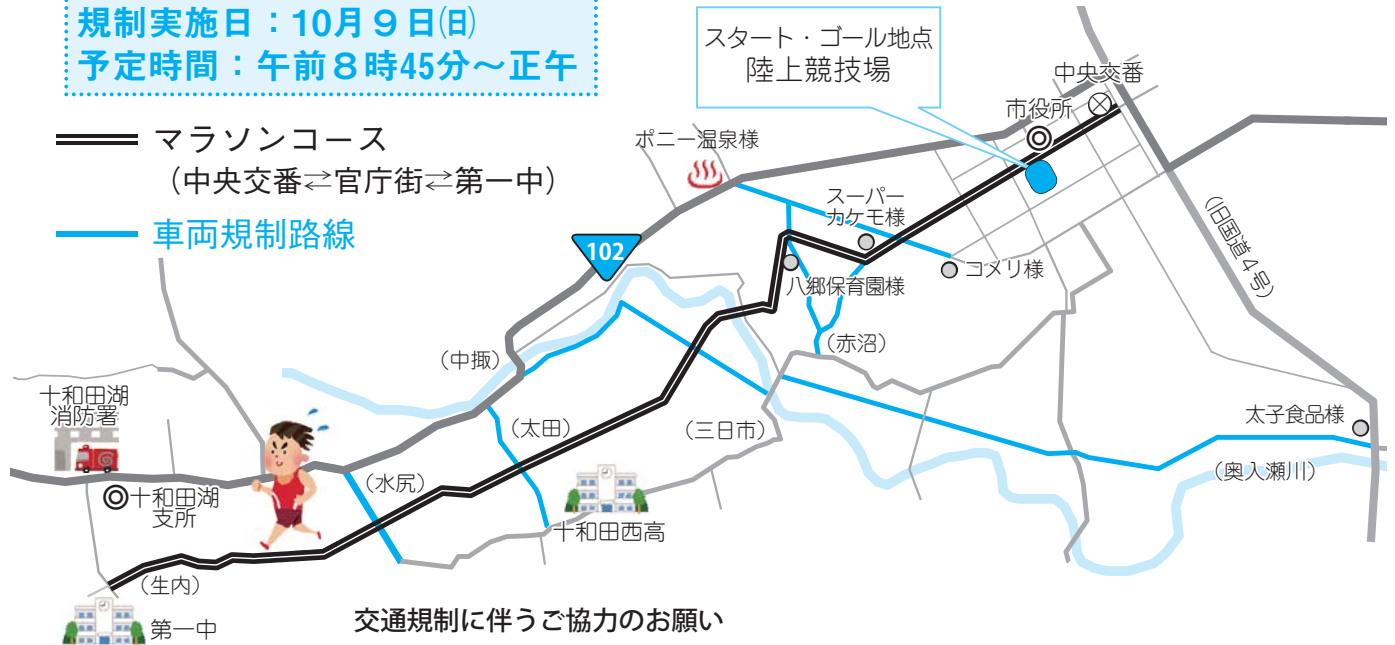 規制実施日：10月９日㈰
予定時間：午前８時45分～正午
マラソンコース
（中央交番⇄官庁街⇄第一中）
車両規制路線
スタート・ゴール地点
陸上競技場
中央交番
市役所
ポニー温泉様
スーパー
カケモ様
コメリ様
八郷保育園様
（旧国道４号）
102
（赤沼）
（中掫）
十和田湖
消防署
（太田）
（三日市）
太子食品様
（奥入瀬川）
（水尻）
十和田湖
支所
十和田西高
（生内）
第一中
交通規制に伴うご協力のお願い